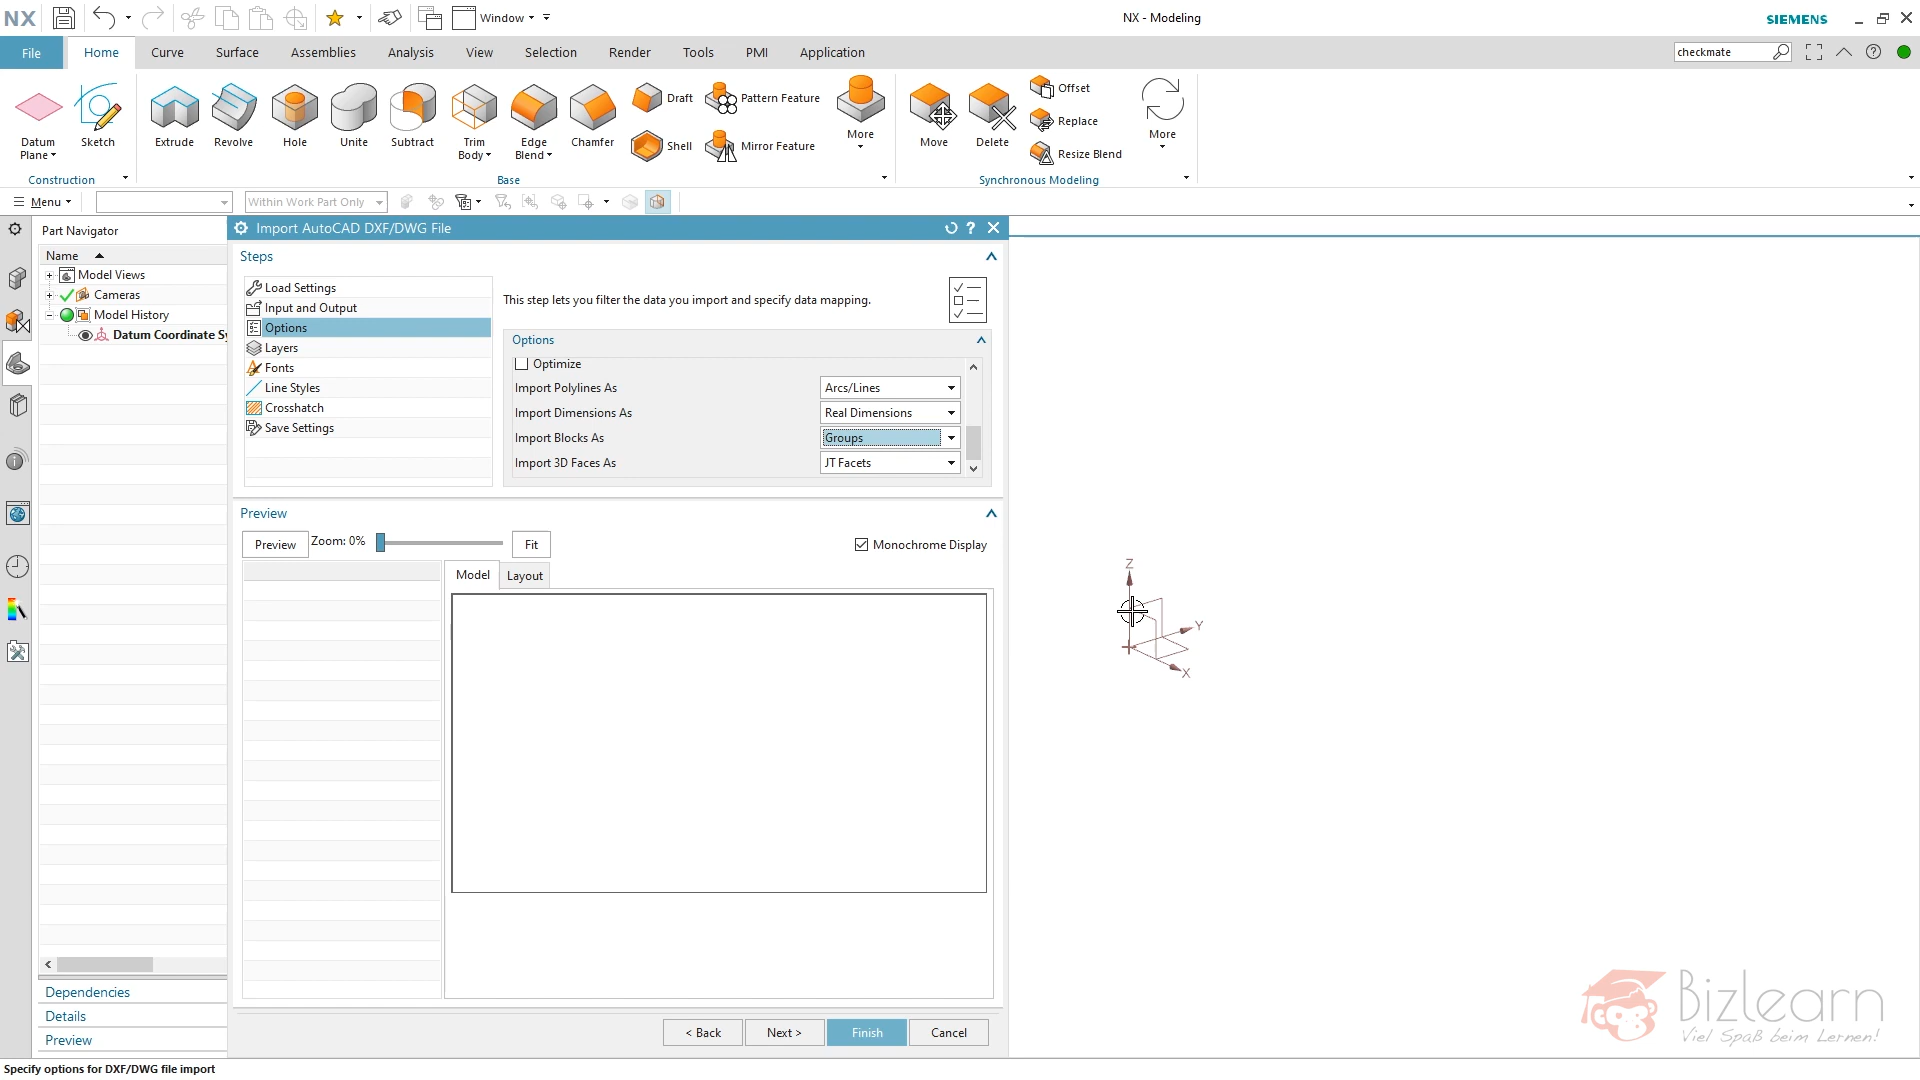 NX
Window
NX - Modeling
SIEMENS
File
Home
Curve
Surface
Assemblies
Analysis
View
Selection
Render
Tools
PMI
Application
checkmate
Datum Plane
Sketch
Extrude
Revolve
Hole
Unite
Subtract
Trim Body
Edge Blend
Chamfer
Draft
Shell
Pattern Feature
Mirror Feature
More
Move
Delete
Offset
Replace
Resize Blend
More
Construction
Base
Synchronous Modeling
Menu
Within Work Part Only
Part Navigator
Name
Model Views
Cameras
Model History
Datum Coordinate Sy
Dependencies
Details
Preview
Import AutoCAD DXF/DWG File
Steps
Load Settings
Input and Output
Options
Layers
Fonts
Line Styles
Crosshatch
Save Settings
This step lets you filter the data you import and specify data mapping.
Options
Optimize
Import Polylines As
Arcs/Lines
Import Dimensions As
Real Dimensions
Import Blocks As
Groups
Import 3D Faces As
JT Facets
Preview
Preview
Zoom: 0%
Fit
Monochrome Display
Model
Layout
< Back
Next >
Finish
Cancel
Z
Y
X
Bizlearn
Viel Spaß beim Lernen!
Specify options for DXF/DWG file import